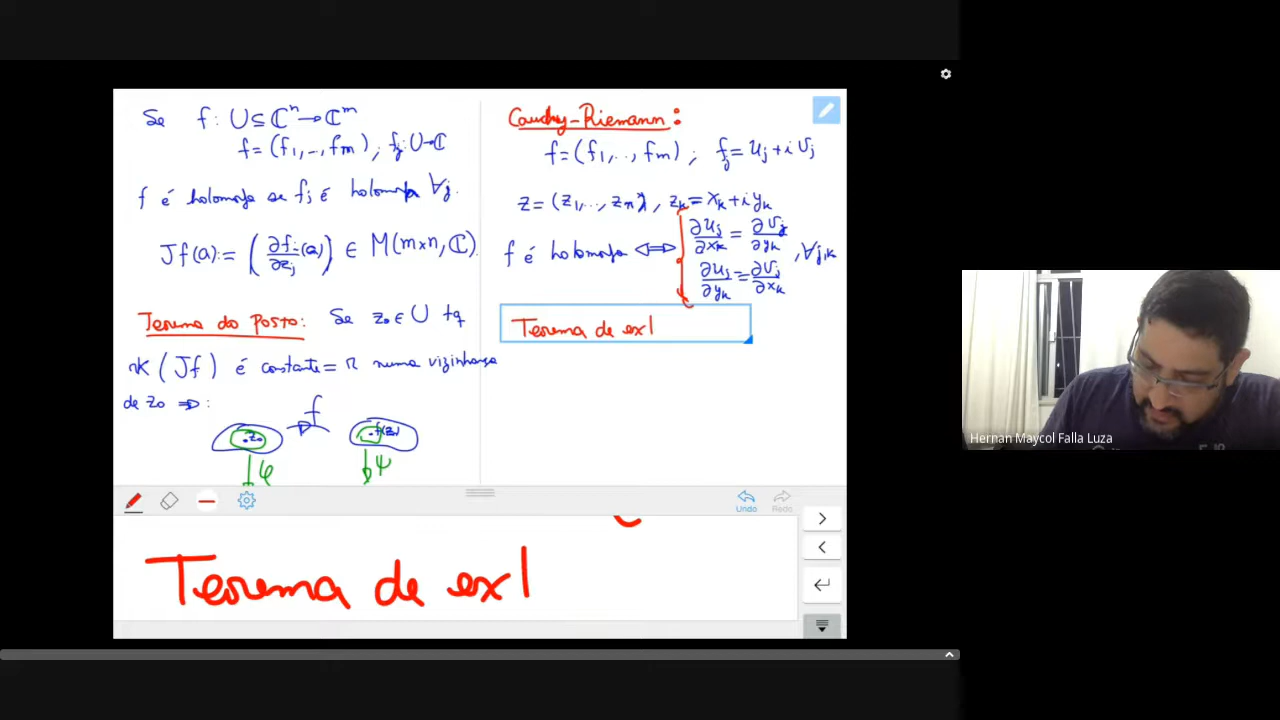 Se f: U ⊆ ℂⁿ → ℂᵐ
f = (f₁, ..., fₘ) ; fⱼ: U→ℂ
f é holomorfa se fⱼ é holomorfa ∀j.
Jf(a) := (∂fᵢ/∂zⱼ (a)) ∈ M(m×n, ℂ)
Teorema do Posto: Se z₀ ∈ U tq
rk (Jf) é constante = r numa vizinhança
de z₀ ⇒ :
f
z₀ f(z₀)
φ ψ
Cauchy-Riemann:
f = (f₁, .., fₘ) ; fⱼ = uⱼ + i vⱼ
z = (z₁, ..., zₙ), zₖ = xₖ + i yₖ
f é holomorfa ⟺ { ∂uⱼ/∂xₖ = ∂vⱼ/∂yₖ
∂uⱼ/∂yₖ = ∂vⱼ/∂xₖ , ∀j,k
Teorema de exl
Undo Redo
Teorema de exl
Hernan Maycol Falla Luza